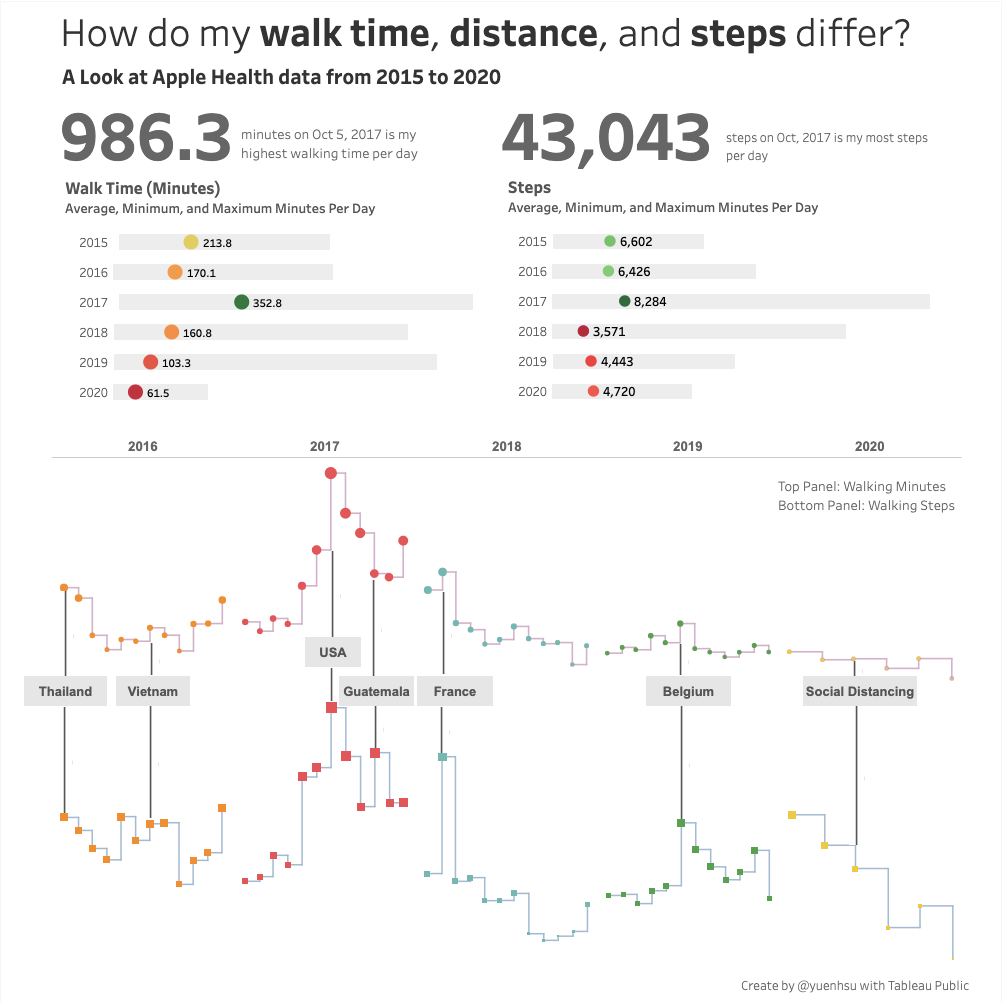 How do my walk time, distance, and steps differ?
A Look at Apple Health data from 2015 to 2020
986.3
minutes on Oct 5, 2017 is my
highest walking time per day
43,043
steps on Oct, 2017 is my most steps
per day
Walk Time (Minutes)
Average, Minimum, and Maximum Minutes Per Day
2015 213.8
2016 170.1
2017 352.8
2018 160.8
2019 103.3
2020 61.5
Steps
Average, Minimum, and Maximum Minutes Per Day
2015 6,602
2016 6,426
2017 8,284
2018 3,571
2019 4,443
2020 4,720
2016 2017 2018 2019 2020
Top Panel: Walking Minutes
Bottom Panel: Walking Steps
USA
Thailand Vietnam Guatemala France Belgium Social Distancing
Create by @yuenhsu with Tableau Public